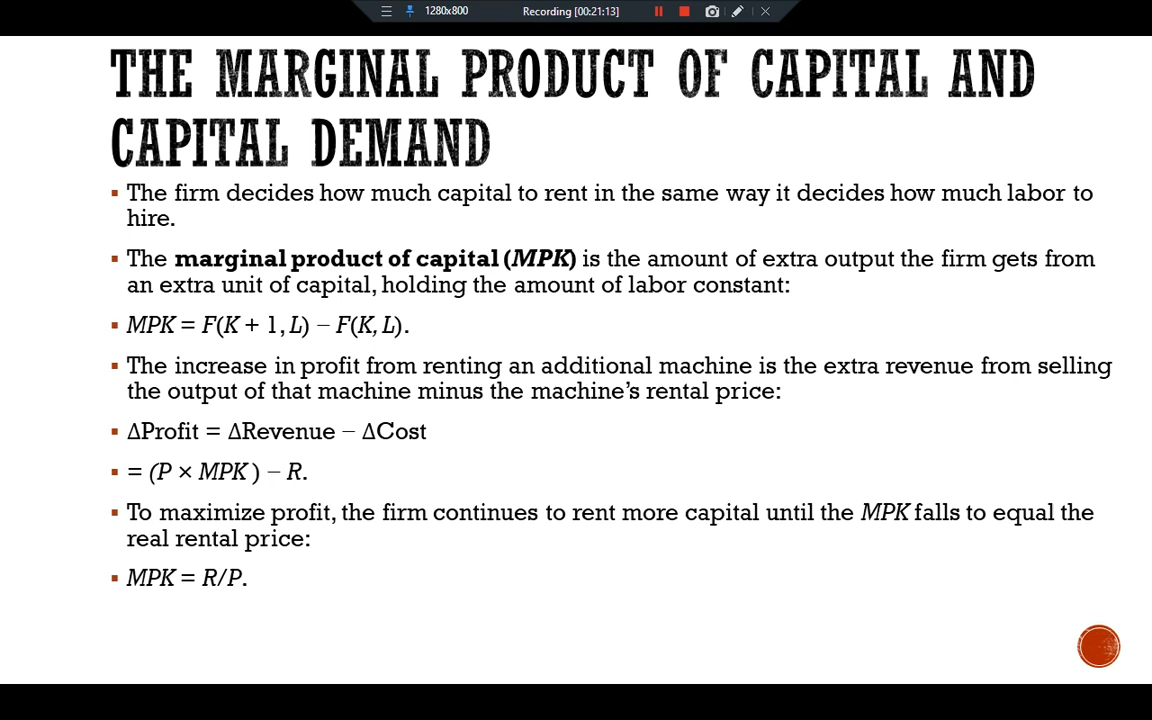 1280x800
Recording [00:21:13]
THE MARGINAL PRODUCT OF CAPITAL AND
CAPITAL DEMAND
▪ The firm decides how much capital to rent in the same way it decides how much labor to
hire.
▪ The marginal product of capital (MPK) is the amount of extra output the firm gets from
an extra unit of capital, holding the amount of labor constant:
▪ MPK = F(K + 1, L) − F(K, L).
▪ The increase in profit from renting an additional machine is the extra revenue from selling
the output of that machine minus the machine’s rental price:
▪ ΔProfit = ΔRevenue − ΔCost
▪ = (P × MPK ) − R.
▪ To maximize profit, the firm continues to rent more capital until the MPK falls to equal the
real rental price:
▪ MPK = R/P.